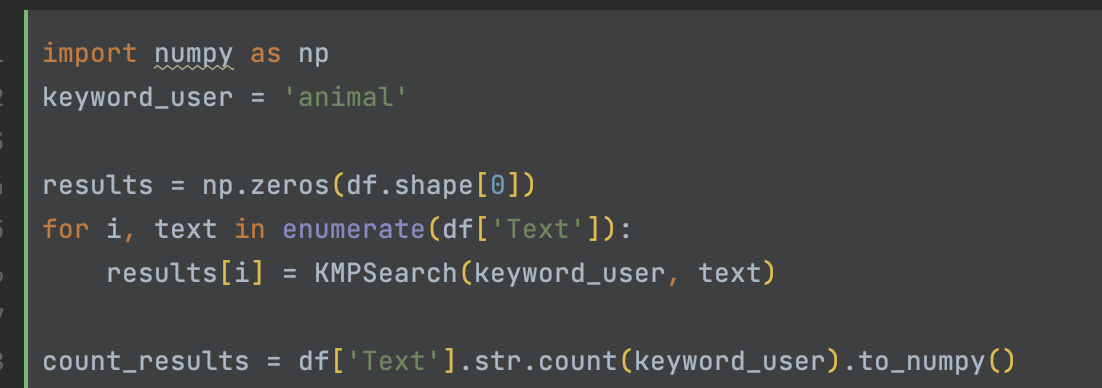 import numpy as np
keyword_user = 'animal'
results = np.zeros(df.shape[0])
for i, text in enumerate(df['Text']):
    results[i] = KMPSearch(keyword_user, text)
count_results = df['Text'].str.count(keyword_user).to_numpy()